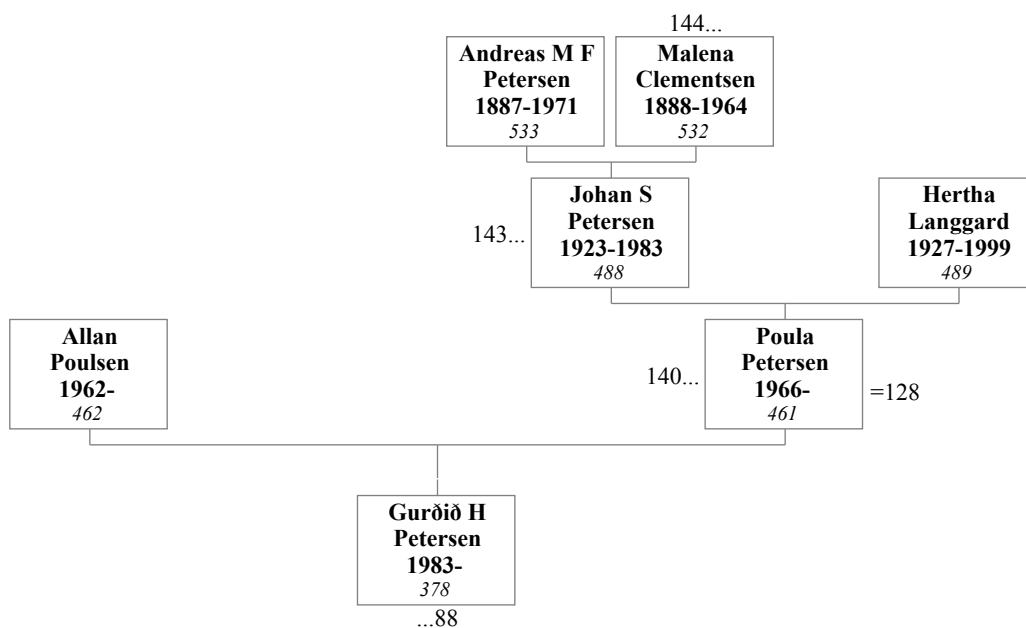 144...
Andreas M F
Petersen
1887-1971
533
Malena
Clementsen
1888-1964
532
143...
Johan S
Petersen
1923-1983
488
Hertha
Langgard
1927-1999
489
Allan
Poulsen
1962-
462
140...
Poula
Petersen
1966-
461
=128
Gurðið H
Petersen
1983-
378
...88